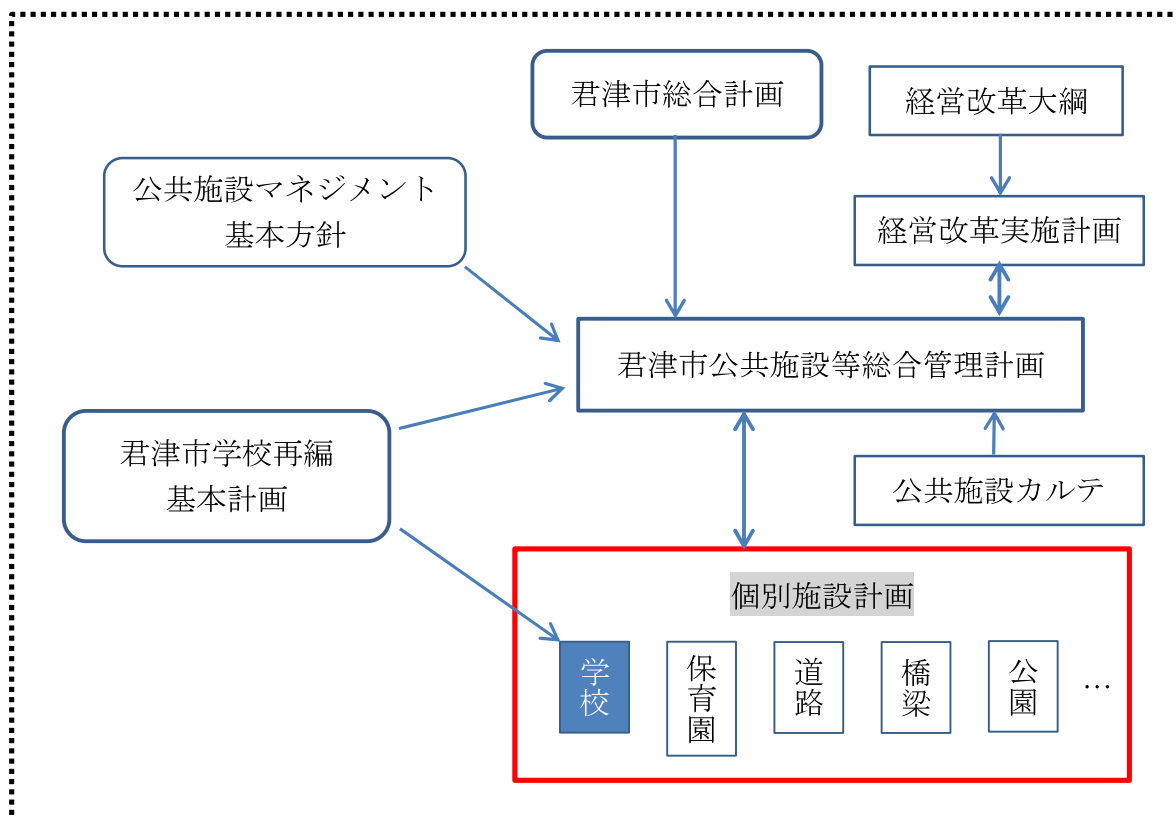 君津市総合計画
経営改革大綱
公共施設マネジメント
基本方針
経営改革実施計画
君津市公共施設等総合管理計画
君津市学校再編
基本計画
公共施設カルテ
個別施設計画
学校
保育園
道路
橋梁
公園
…